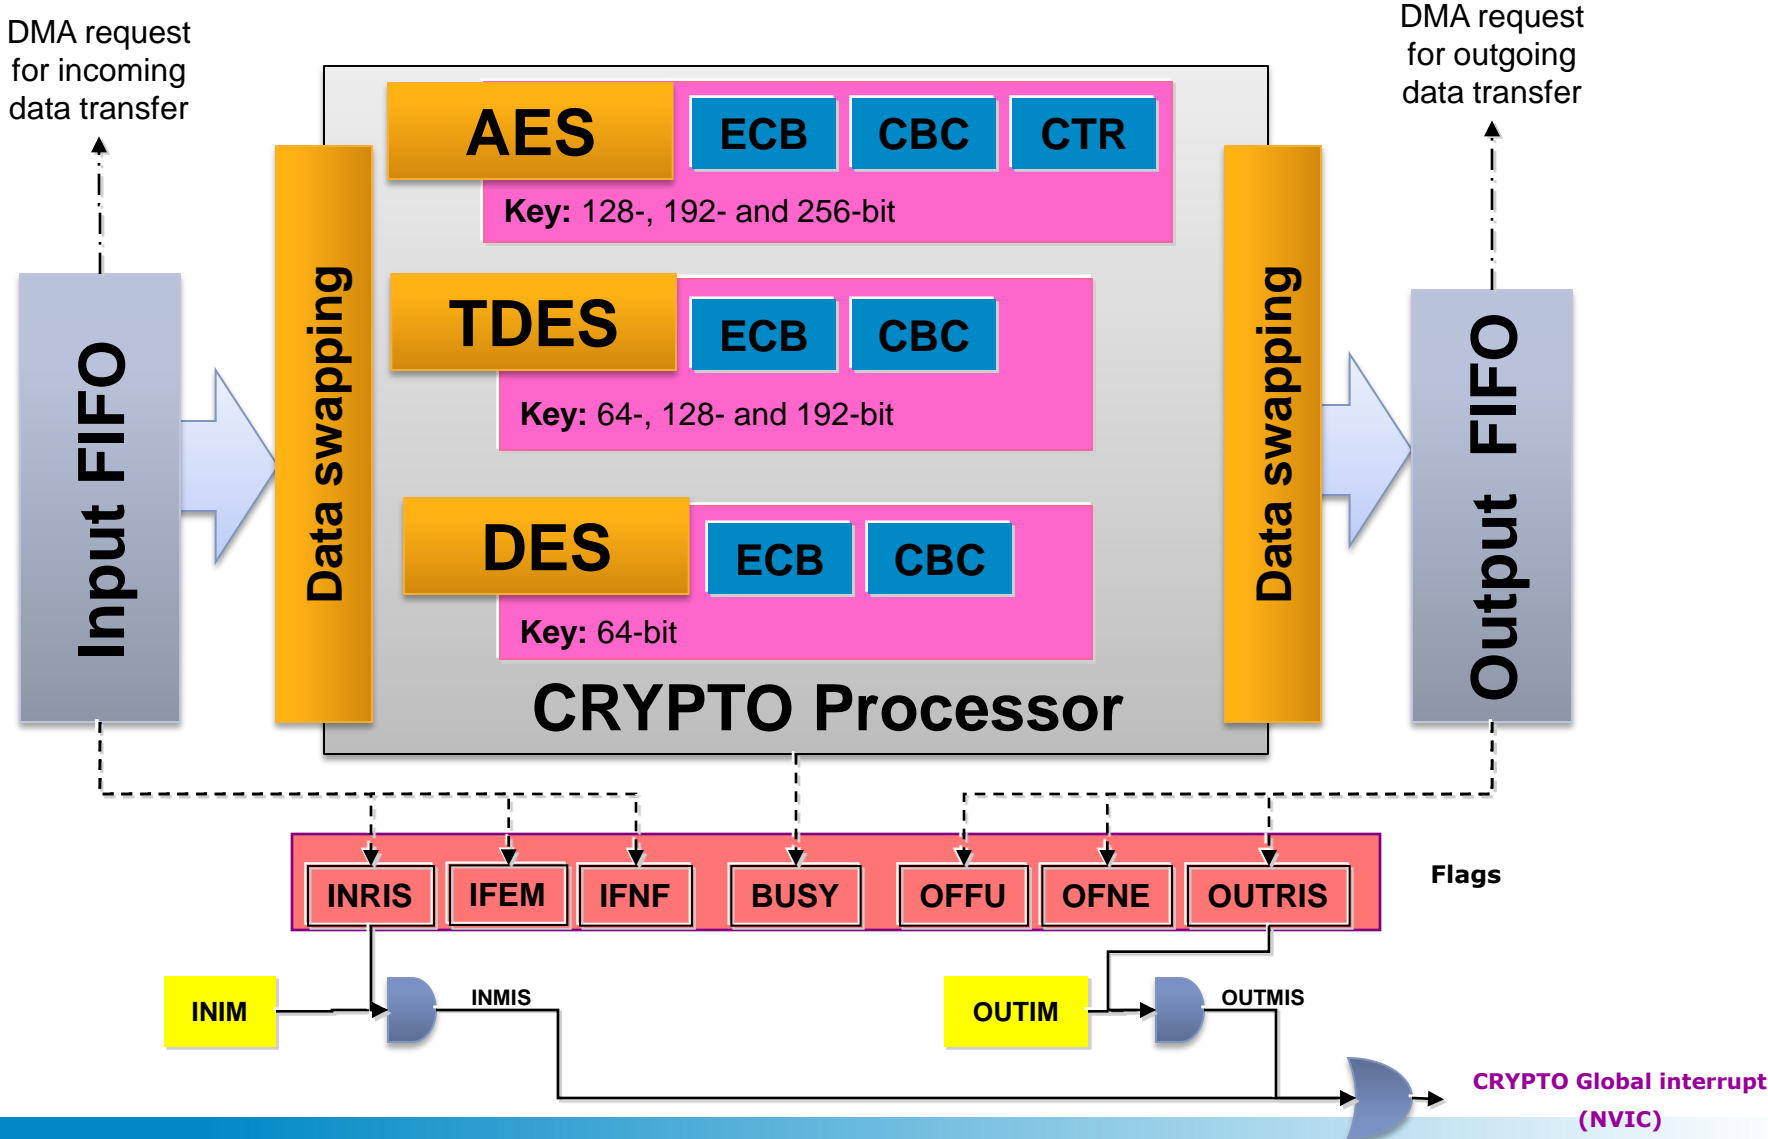 DMA request
for incoming
data transfer
DMA request
for outgoing
data transfer
Input FIFO
Data swapping
AES
ECB
CBC
CTR
Key: 128-, 192- and 256-bit
TDES
ECB
CBC
Key: 64-, 128- and 192-bit
DES
ECB
CBC
Key: 64-bit
CRYPTO Processor
Data swapping
Output FIFO
INRIS
IFEM
IFNF
BUSY
OFFU
OFNE
OUTRIS
Flags
INIM
INMIS
OUTIM
OUTMIS
CRYPTO Global interrupt
(NVIC)